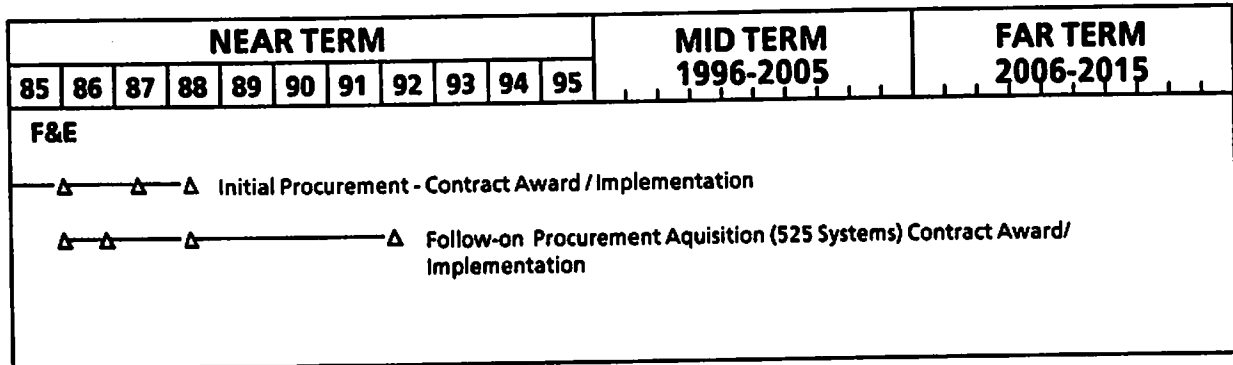 NEAR TERM
MID TERM
1996-2005
FAR TERM
2006-2015
85 86 87 88 89 90 91 92 93 94 95
F&E
Initial Procurement - Contract Award / Implementation
Follow-on Procurement Aquisition (525 Systems) Contract Award/
Implementation